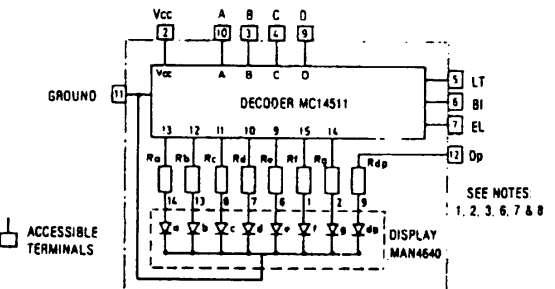 Vcc A B C D
2 10 3 4 9
Vcc A B C D
5 LT
GROUND 11
DECODER MC14511
6 BI
7 EL
13 12 11 10 9 15 14
12 Dp
Ra Rb Rc Rd Re Rf Rg Rdp
SEE NOTES:
1, 2, 3, 6, 7 & 8
14 13 8 7 6 1 2 9
ACCESSIBLE
TERMINALS
a b c d e f g dp
DISPLAY
MAN4640